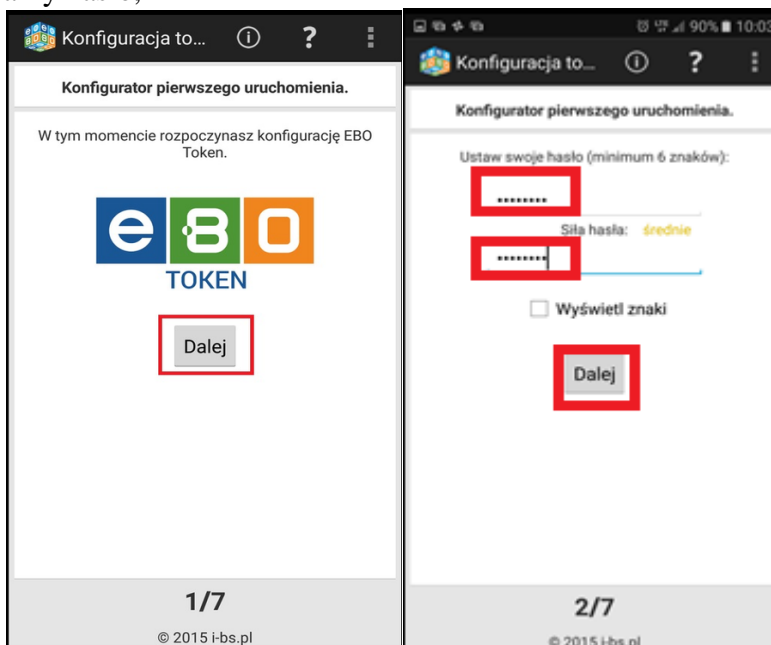 Konfiguracja to...
Konfigurator pierwszego uruchomienia.
W tym momencie rozpoczynasz konfigurację EBO
Token.
eBO
TOKEN
Dalej
1/7
© 2015 i-bs.pl
90% 10:03
Konfiguracja to...
Konfigurator pierwszego uruchomienia.
Ustaw swoje hasło (minimum 6 znaków):
••••••••
Siła hasła: średnie
••••••••
Wyświetl znaki
Dalej
2/7
© 2015 i-bs.pl